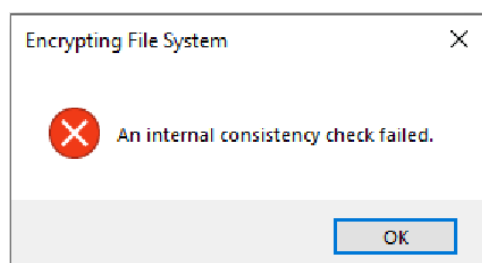 Encrypting File System
An internal consistency check failed.
OK